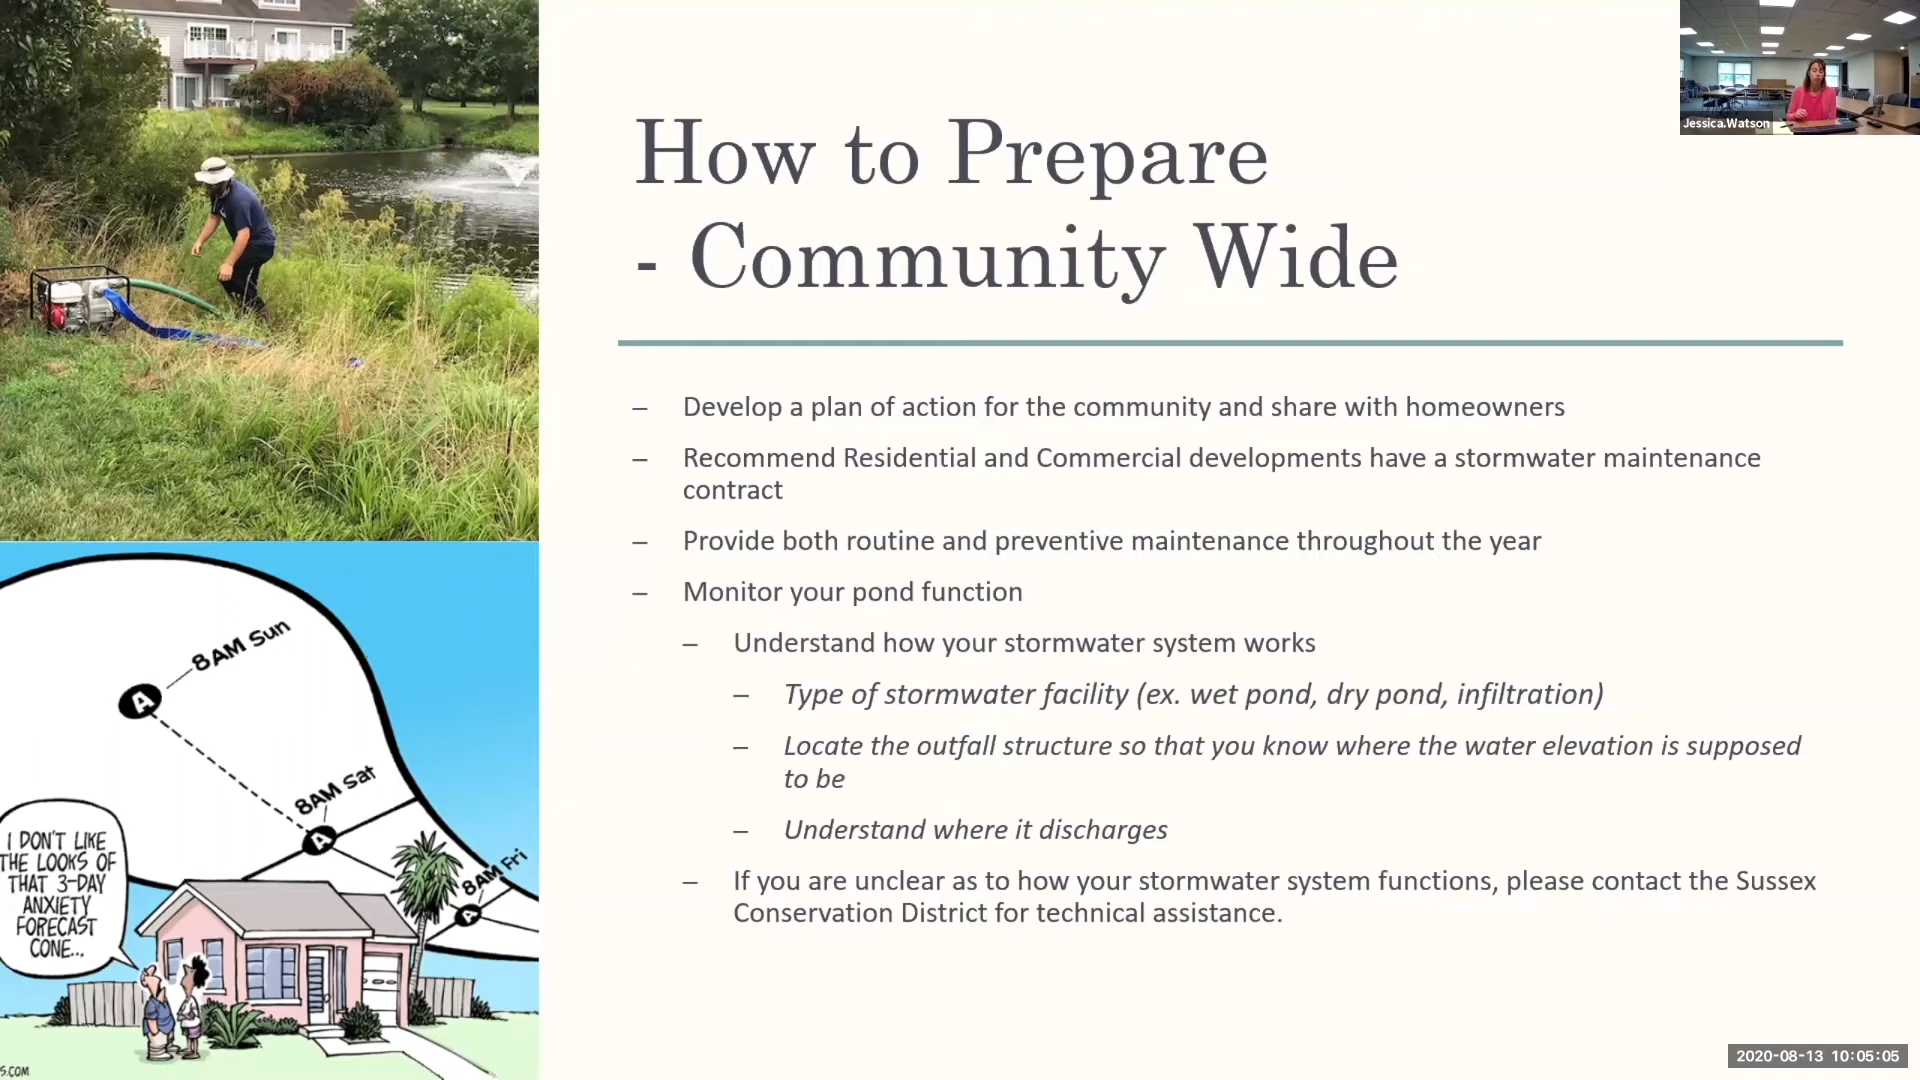 Jessica.Watson
How to Prepare
- Community Wide
– Develop a plan of action for the community and share with homeowners
– Recommend Residential and Commercial developments have a stormwater maintenance
contract
– Provide both routine and preventive maintenance throughout the year
– Monitor your pond function
– Understand how your stormwater system works
– Type of stormwater facility (ex. wet pond, dry pond, infiltration)
– Locate the outfall structure so that you know where the water elevation is supposed
to be
– Understand where it discharges
– If you are unclear as to how your stormwater system functions, please contact the Sussex
Conservation District for technical assistance.
8AM Sun
A
8AM Sat
A
8AM Fri
A
I DON'T LIKE
THE LOOKS OF
THAT 3-DAY
ANXIETY
FORECAST
CONE...
S.COM
2020-08-13 10:05:05